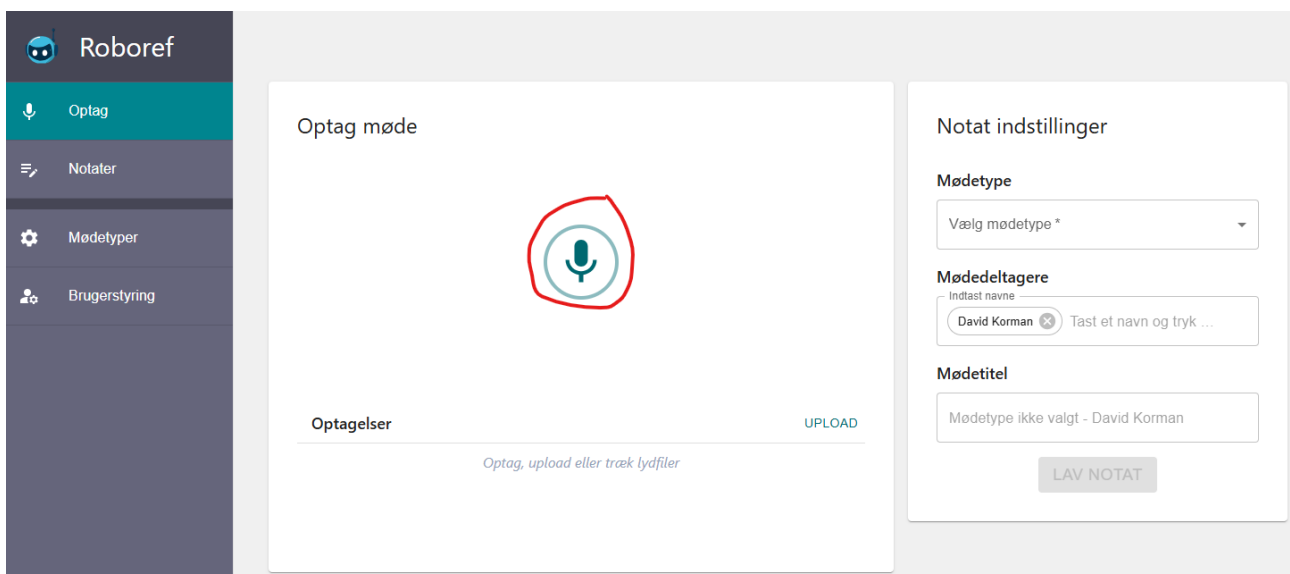 Roboref
Optag
Notater
Mødetyper
Brugerstyring
Optag møde
Optagelser
UPLOAD
Optag, upload eller træk lydfiler
Notat indstillinger
Mødetype
Vælg mødetype *
Mødedeltagere
Indtast navne
David Korman Tast et navn og tryk ...
Mødetitel
Mødetype ikke valgt - David Korman
LAV NOTAT